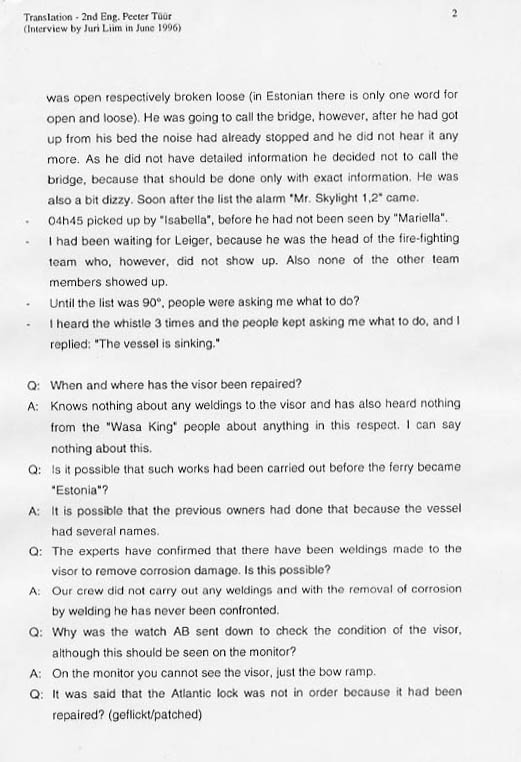 Translation - 2nd Eng. Peeter Tüür
(Interview by Juri Liim in June 1996)
2
was open respectively broken loose (in Estonian there is only one word for
open and loose). He was going to call the bridge, however, after he had got
up from his bed the noise had already stopped and he did not hear it any
more. As he did not have detailed information he decided not to call the
bridge, because that should be done only with exact information. He was
also a bit dizzy. Soon after the list the alarm "Mr. Skylight 1,2" came.
- 04h45 picked up by "Isabella", before he had not been seen by "Mariella".
- I had been waiting for Leiger, because he was the head of the fire-fighting
team who, however, did not show up. Also none of the other team
members showed up.
- Until the list was 90°, people were asking me what to do?
- I heard the whistle 3 times and the people kept asking me what to do, and I
replied: "The vessel is sinking."
Q: When and where has the visor been repaired?
A: Knows nothing about any weldings to the visor and has also heard nothing
from the "Wasa King" people about anything in this respect. I can say
nothing about this.
Q: Is it possible that such works had been carried out before the ferry became
"Estonia"?
A: It is possible that the previous owners had done that because the vessel
had several names.
Q: The experts have confirmed that there have been weldings made to the
visor to remove corrosion damage. Is this possible?
A: Our crew did not carry out any weldings and with the removal of corrosion
by welding he has never been confronted.
Q: Why was the watch AB sent down to check the condition of the visor,
although this should be seen on the monitor?
A: On the monitor you cannot see the visor, just the bow ramp.
Q: It was said that the Atlantic lock was not in order because it had been
repaired? (geflickt/patched)